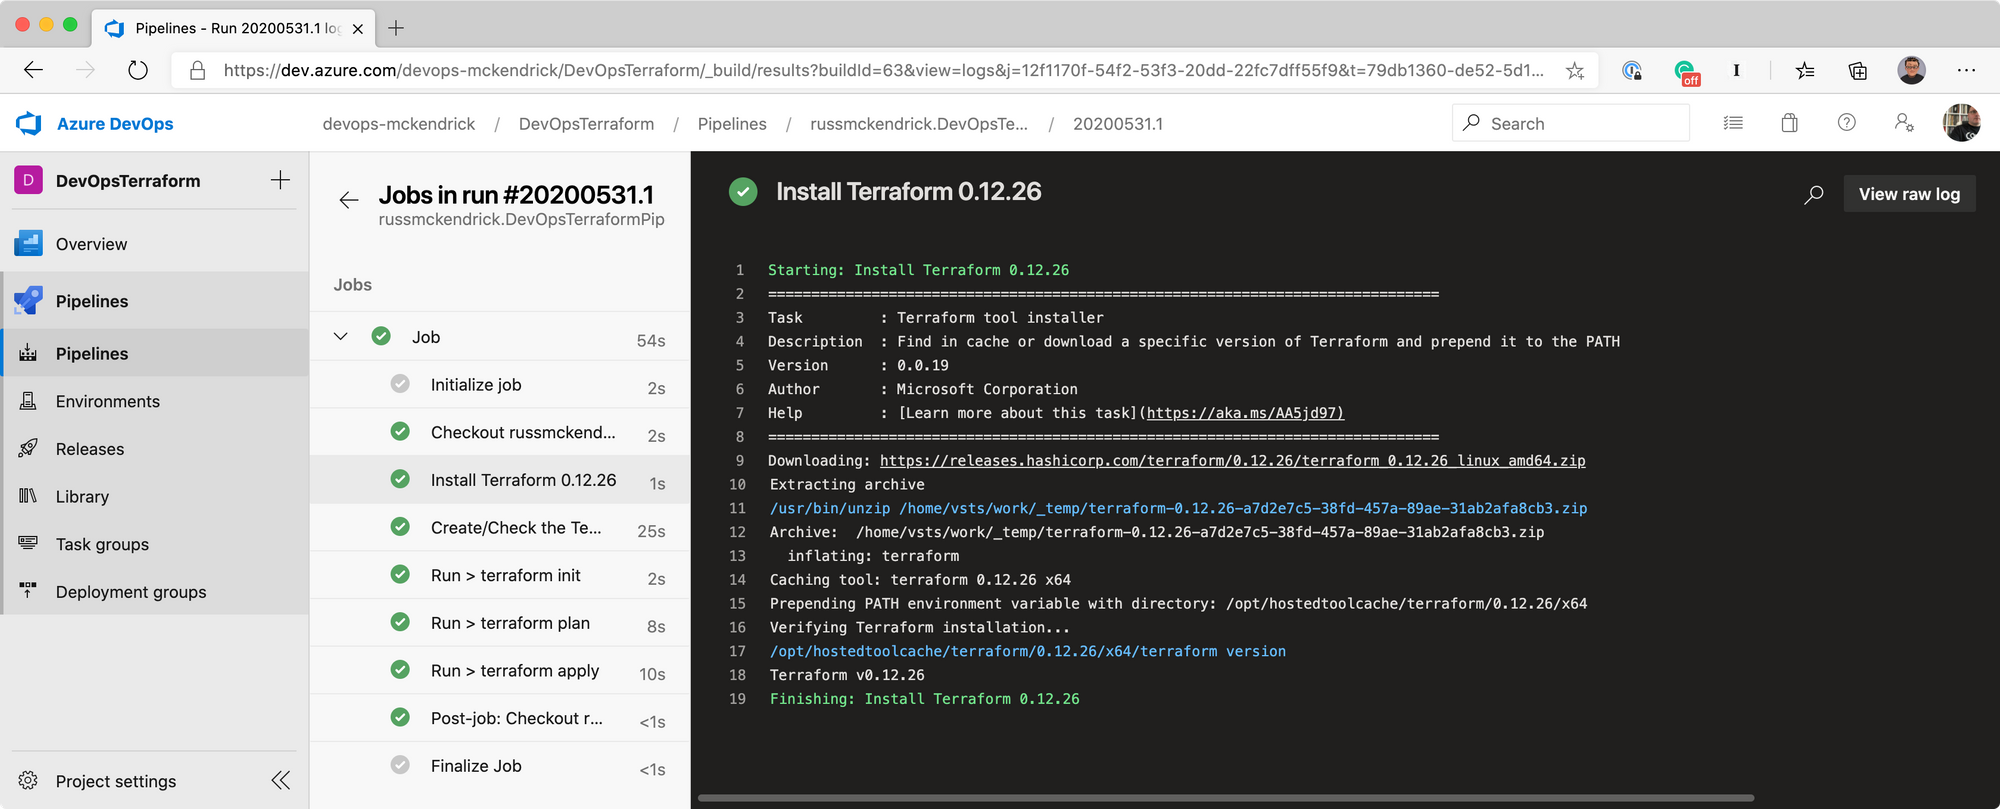 Pipelines - Run 20200531.1 lo
https://dev.azure.com/devops-mckendrick/DevOpsTerraform/_build/results?buildId=63&view=logs&j=12f1170f-54f2-53f3-20dd-22fc7dff55f9&t=79db1360-de52-5d1...
off
I
Azure DevOps
devops-mckendrick / DevOpsTerraform / Pipelines / russmckendrick.DevOpsTe... / 20200531.1
Search
D DevOpsTerraform
Overview
Pipelines
Pipelines
Environments
Releases
Library
Task groups
Deployment groups
Project settings
Jobs in run #20200531.1
russmckendrick.DevOpsTerraformPip
Jobs
Job 54s
Initialize job 2s
Checkout russmckend... 2s
Install Terraform 0.12.26 1s
Create/Check the Te... 25s
Run > terraform init 2s
Run > terraform plan 8s
Run > terraform apply 10s
Post-job: Checkout r... <1s
Finalize Job <1s
Install Terraform 0.12.26
View raw log
1 Starting: Install Terraform 0.12.26
2 ==============================================================================
3 Task : Terraform tool installer
4 Description : Find in cache or download a specific version of Terraform and prepend it to the PATH
5 Version : 0.0.19
6 Author : Microsoft Corporation
7 Help : [Learn more about this task](https://aka.ms/AA5jd97)
8 ==============================================================================
9 Downloading: https://releases.hashicorp.com/terraform/0.12.26/terraform_0.12.26_linux_amd64.zip
10 Extracting archive
11 /usr/bin/unzip /home/vsts/work/_temp/terraform-0.12.26-a7d2e7c5-38fd-457a-89ae-31ab2afa8cb3.zip
12 Archive: /home/vsts/work/_temp/terraform-0.12.26-a7d2e7c5-38fd-457a-89ae-31ab2afa8cb3.zip
13 inflating: terraform
14 Caching tool: terraform 0.12.26 x64
15 Prepending PATH environment variable with directory: /opt/hostedtoolcache/terraform/0.12.26/x64
16 Verifying Terraform installation...
17 /opt/hostedtoolcache/terraform/0.12.26/x64/terraform version
18 Terraform v0.12.26
19 Finishing: Install Terraform 0.12.26